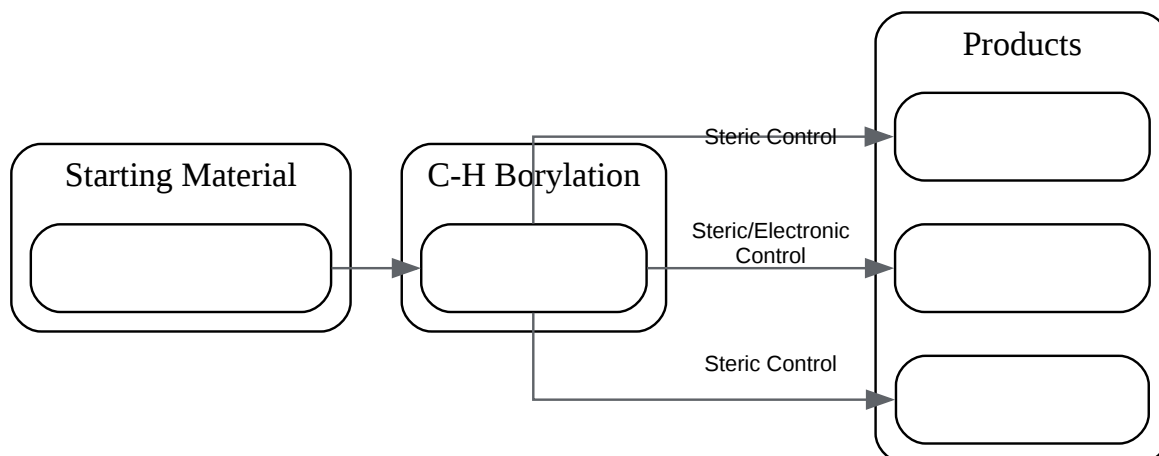 Products
Steric Control
Starting Material
C-H Borylation
Steric/Electronic
Control
Steric Control